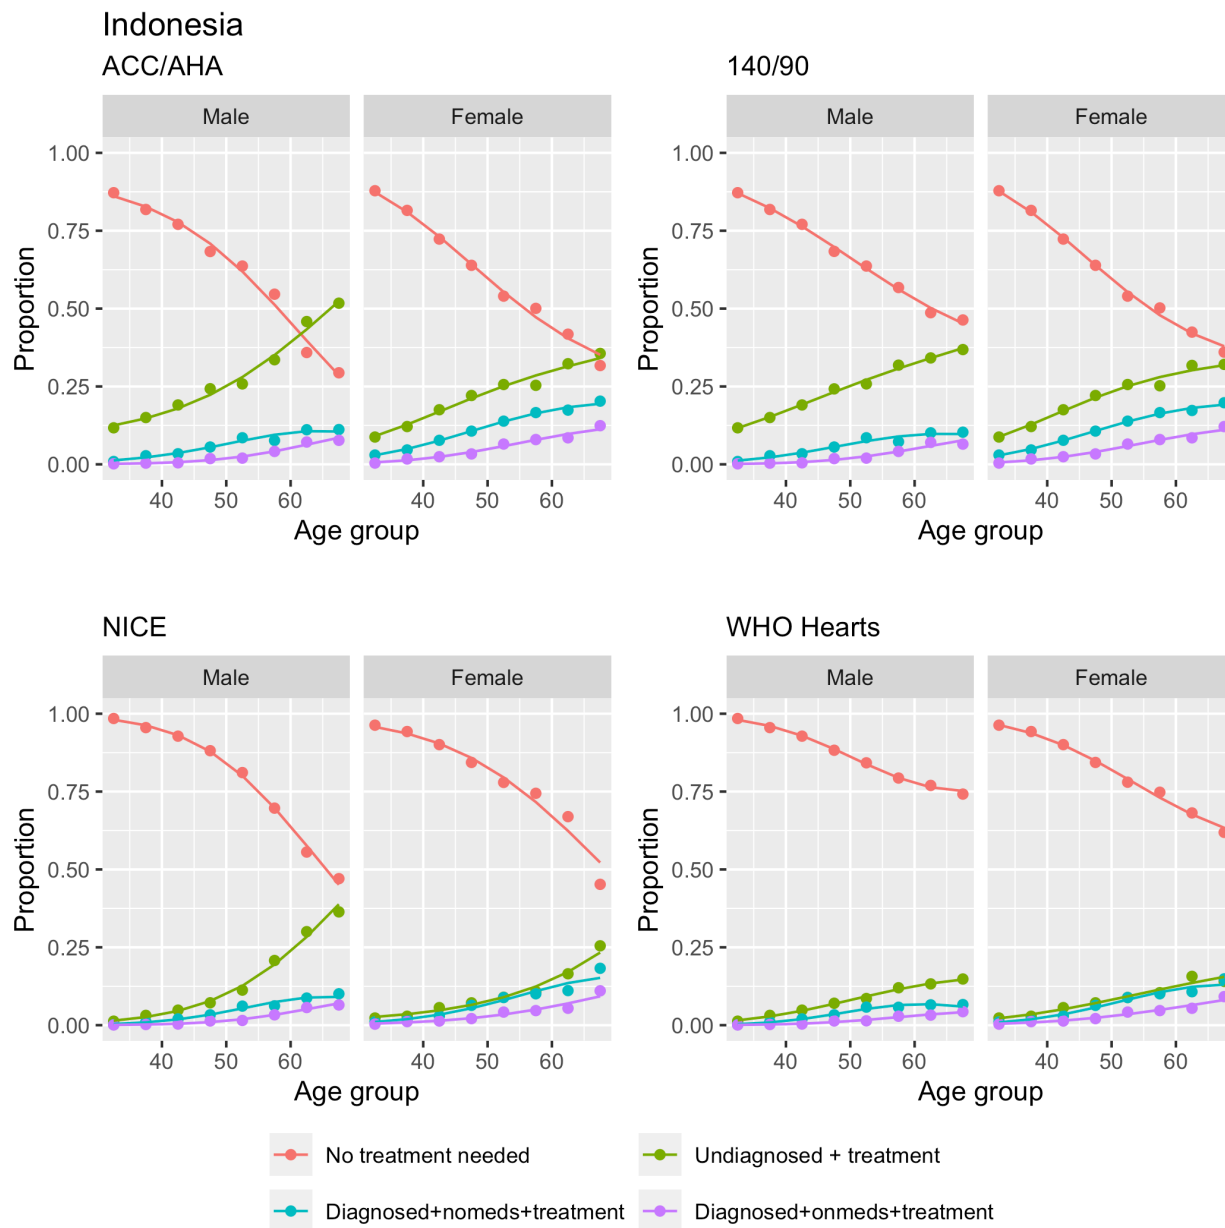 Indonesia
ACC/AHA
140/90
Male
Female
Male
Female
1.00
0.75
0.50
0.25
0.00
Proportion
40 50 60
40 50 60
Age group
1.00
0.75
0.50
0.25
0.00
Proportion
40 50 60
40 50 60
Age group
NICE
WHO Hearts
Male
Female
Male
Female
1.00
0.75
0.50
0.25
0.00
Proportion
40 50 60
40 50 60
Age group
1.00
0.75
0.50
0.25
0.00
Proportion
40 50 60
40 50 60
Age group
No treatment needed
Undiagnosed + treatment
Diagnosed+nomeds+treatment
Diagnosed+onmeds+treatment